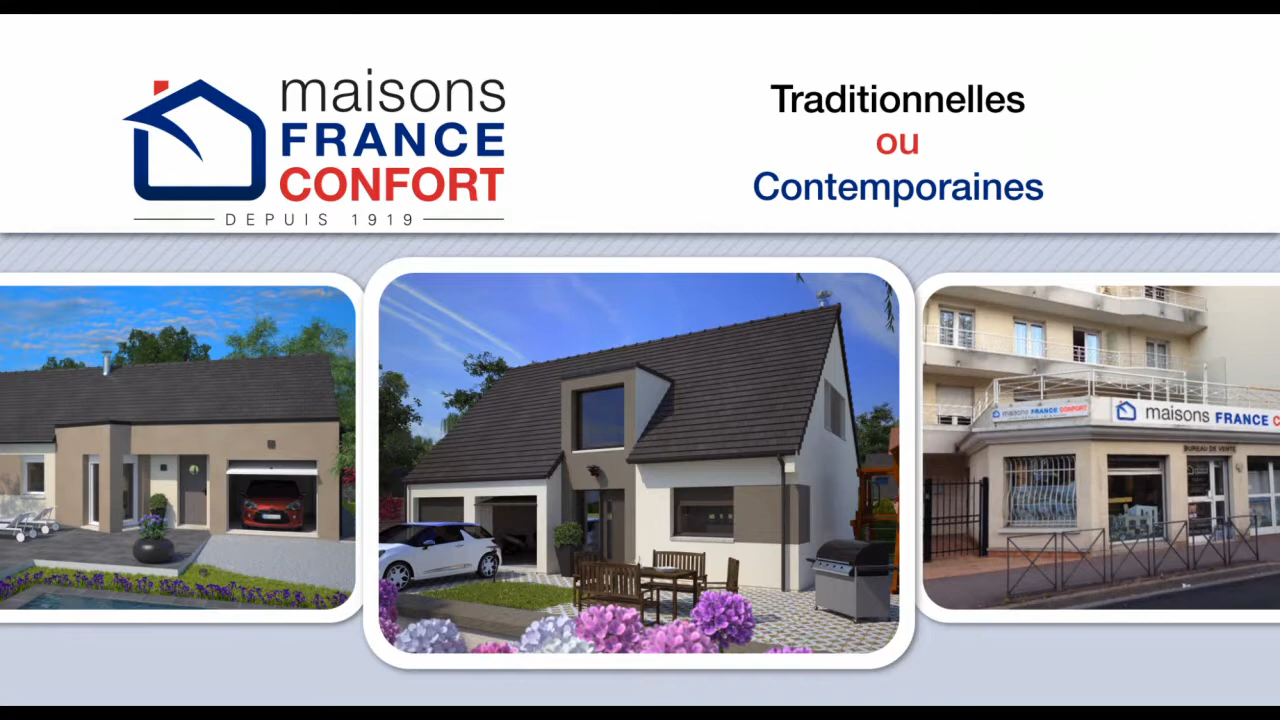 maisons
FRANCE
CONFORT
DEPUIS 1919
Traditionnelles
ou
Contemporaines
maisons FRANCE CONFORT
maisons FRANCE C
BUREAU DE VENTE